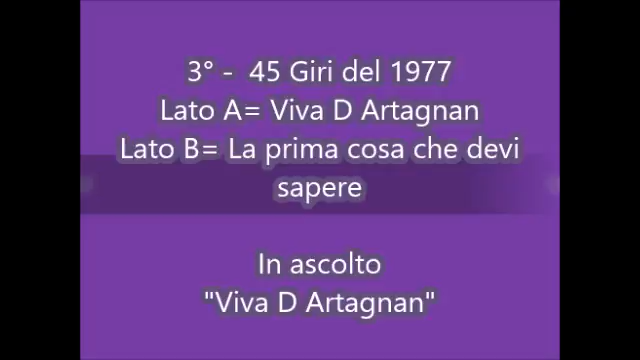 3° - 45 Giri del 1977
Lato A= Viva D Artagnan
Lato B= La prima cosa che devi
sapere
In ascolto
"Viva D Artagnan"